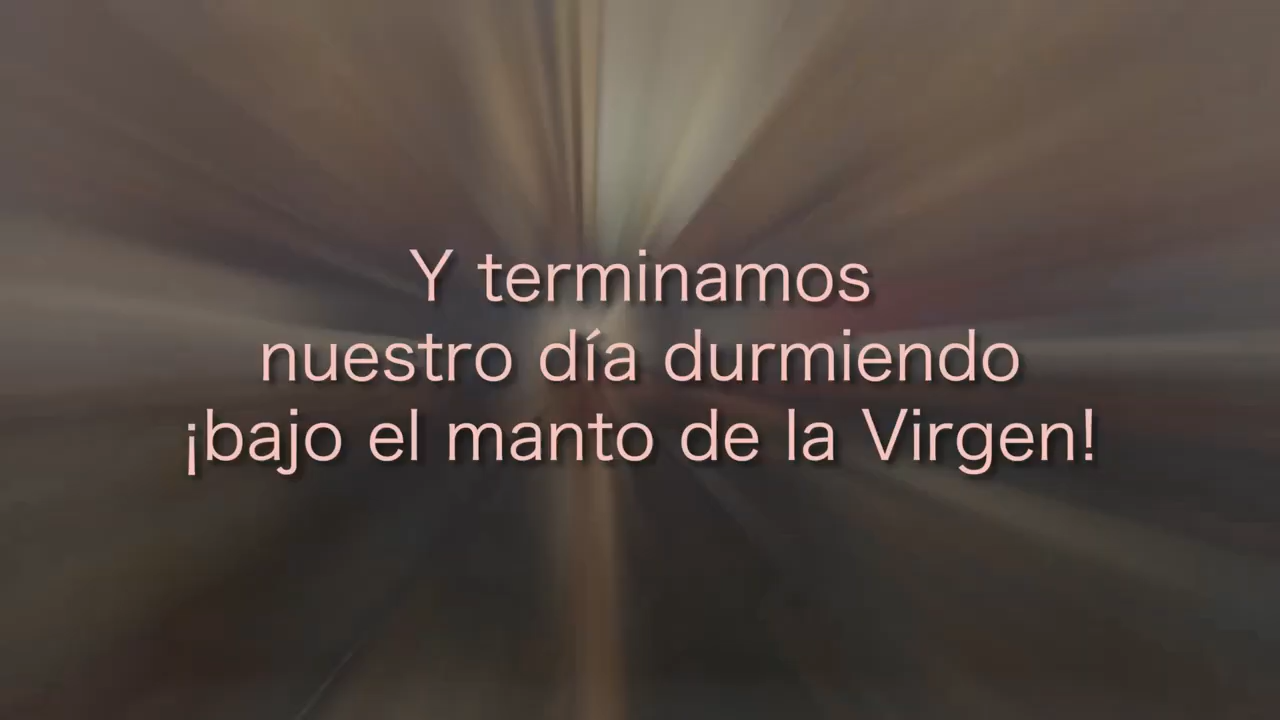 Y terminamos
nuestro día durmiendo
¡bajo el manto de la Virgen!